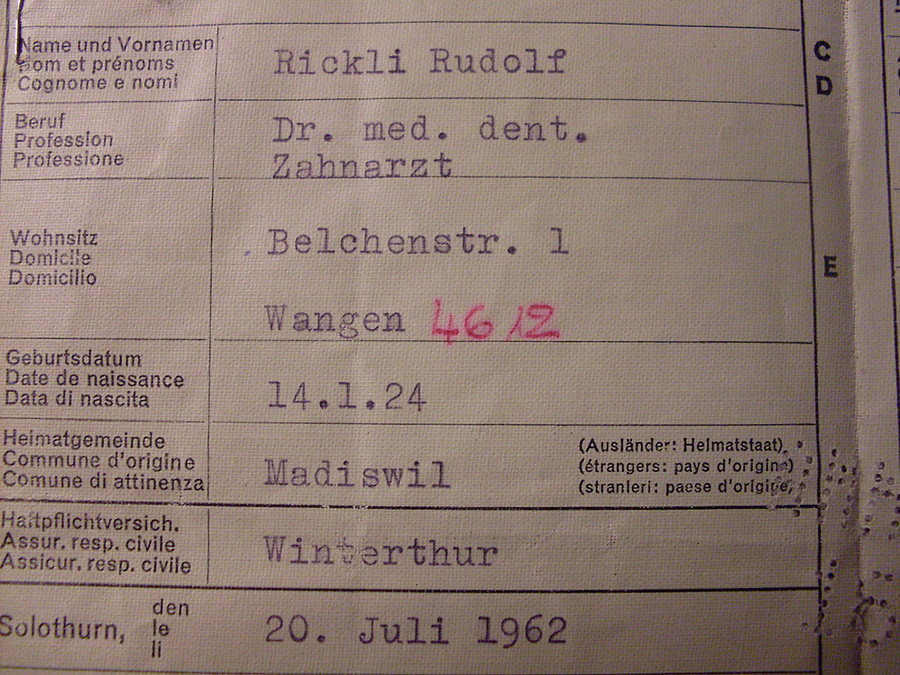 Name und Vornamen
Nom et prénoms
Cognome e nomi
Rickli Rudolf
C
D
Beruf
Profession
Professione
Dr. med. dent.
Zahnarzt
Wohnsitz
Domicile
Domicilio
Belchenstr. 1
Wangen 4612
E
Geburtsdatum
Date de naissance
Data di nascita
14.1.24
Heimatgemeinde
Commune d'origine
Comune di attinenza
Madiswil
(Ausländer: Heimatstaat)
(étrangers: pays d'origine)
(stranieri: paese d'origine)
Haftpflichtversich.
Assur. resp. civile
Assicur. resp. civile
Winterthur
Solothurn,
den
le
li
20. Juli 1962